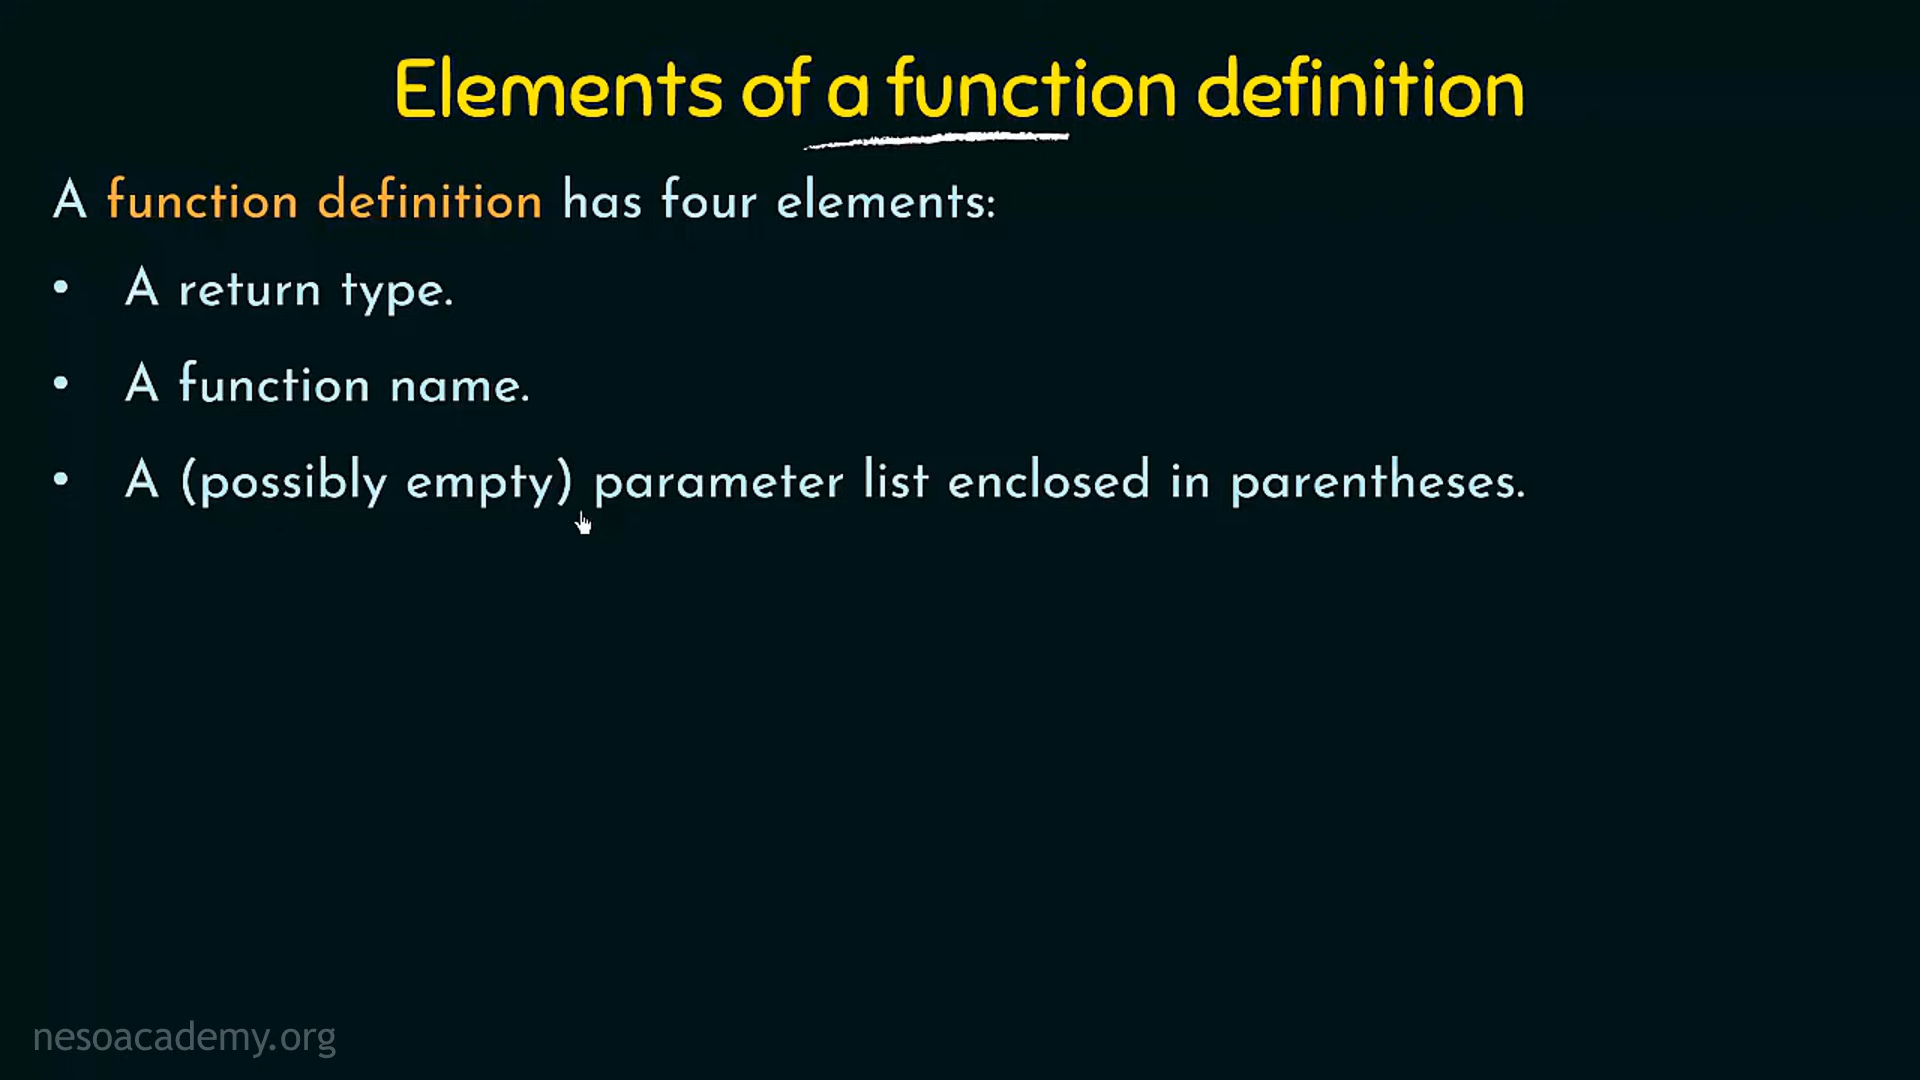 Elements of a function definition
A function definition has four elements:
• A return type.
• A function name.
• A (possibly empty) parameter list enclosed in parentheses.
nesoacademy.org